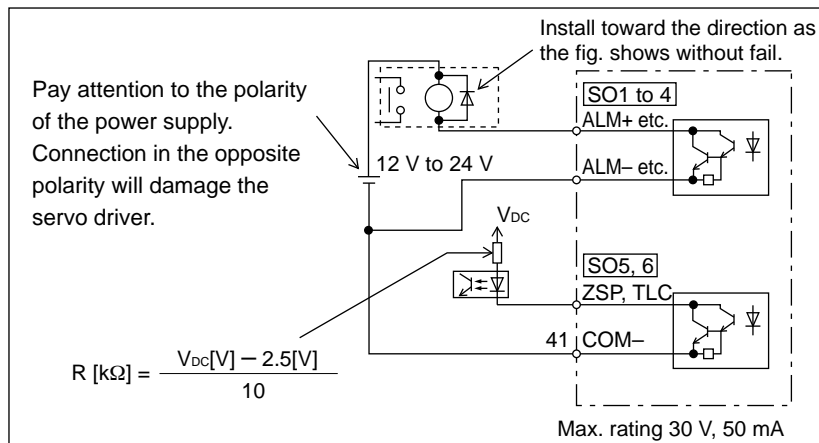 Install toward the direction as
the fig. shows without fail.
Pay attention to the polarity
of the power supply.
Connection in the opposite
polarity will damage the
servo driver.
SO1 to 4
ALM+ etc.
12 V to 24 V
ALM– etc.
VDC
SO5, 6
ZSP, TLC
41 COM–
R [kΩ] = VDC[V] – 2.5[V]
10
Max. rating 30 V, 50 mA